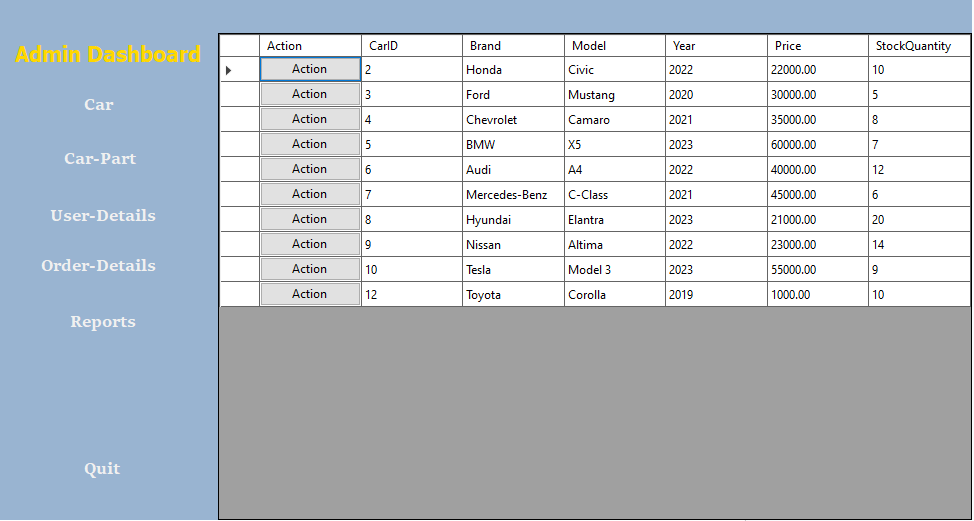 Admin Dashboard
Car
Car-Part
User-Details
Order-Details
Reports
Quit
Action CarID Brand Model Year Price StockQuantity
Action 2 Honda Civic 2022 22000.00 10
Action 3 Ford Mustang 2020 30000.00 5
Action 4 Chevrolet Camaro 2021 35000.00 8
Action 5 BMW X5 2023 60000.00 7
Action 6 Audi A4 2022 40000.00 12
Action 7 Mercedes-Benz C-Class 2021 45000.00 6
Action 8 Hyundai Elantra 2023 21000.00 20
Action 9 Nissan Altima 2022 23000.00 14
Action 10 Tesla Model 3 2023 55000.00 9
Action 12 Toyota Corolla 2019 1000.00 10